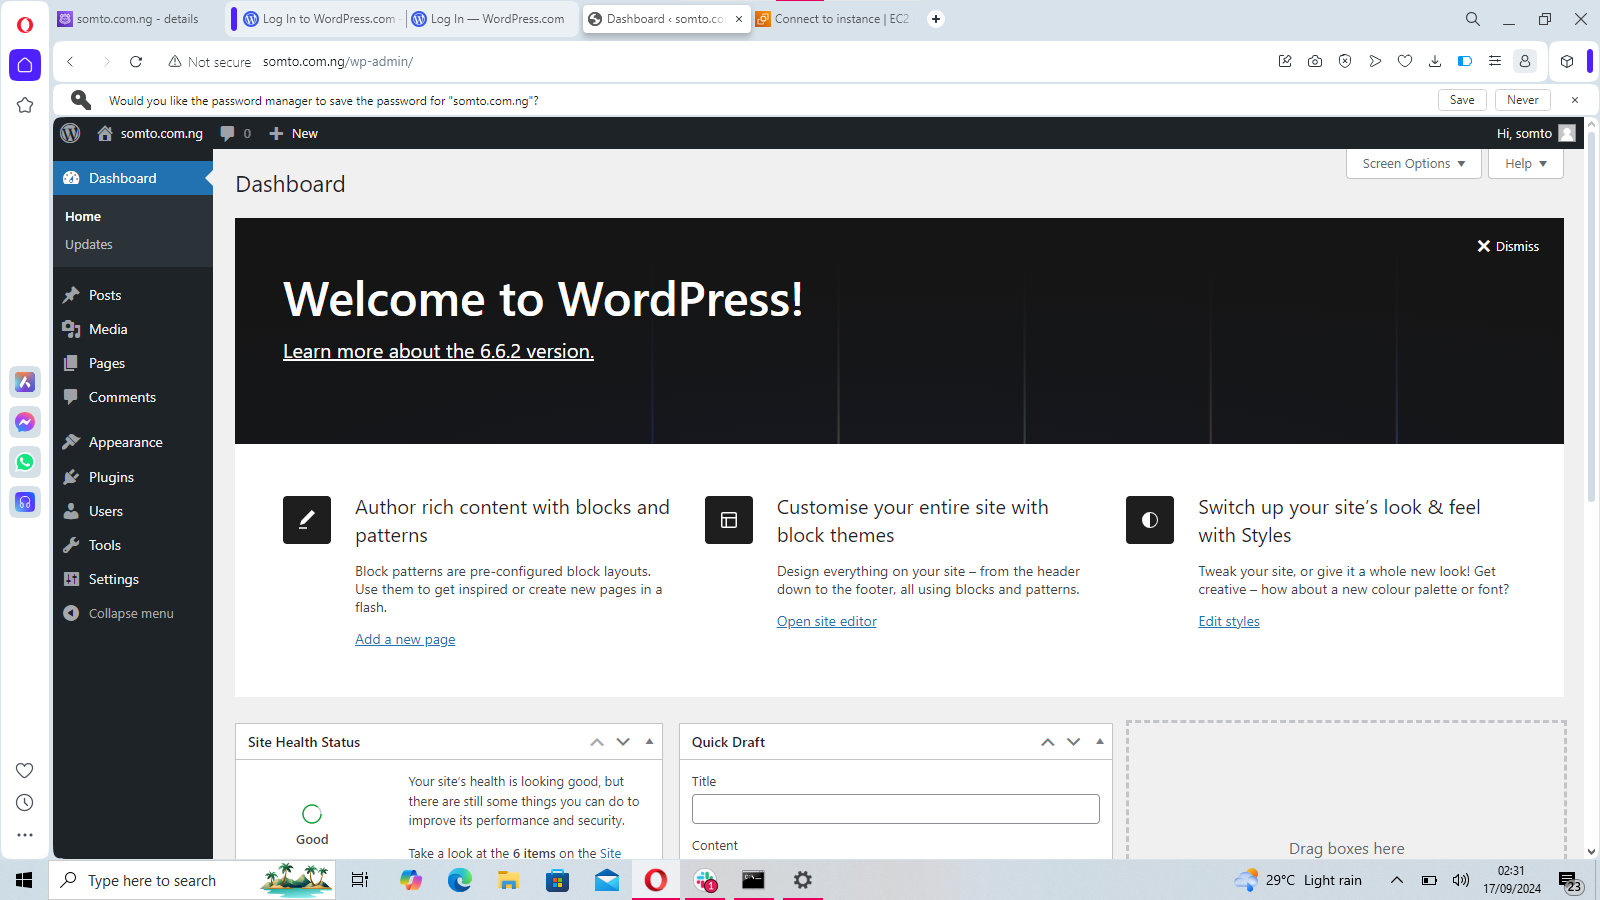 somto.com.ng - details
Log In to WordPress.com
Log In — WordPress.com
Dashboard ‹ somto.co
Connect to instance | EC2
Not secure
somto.com.ng/wp-admin/
Would you like the password manager to save the password for "somto.com.ng"?
Save
Never
somto.com.ng
0
New
Hi, somto
Dashboard
Home
Updates
Posts
Media
Pages
Comments
Appearance
Plugins
Users
Tools
Settings
Collapse menu
Screen Options
Help
Dashboard
Dismiss
Welcome to WordPress!
Learn more about the 6.6.2 version.
Author rich content with blocks and
patterns
Block patterns are pre-configured block layouts.
Use them to get inspired or create new pages in a
flash.
Add a new page
Customise your entire site with
block themes
Design everything on your site – from the header
down to the footer, all using blocks and patterns.
Open site editor
Switch up your site’s look & feel
with Styles
Tweak your site, or give it a whole new look! Get
creative – how about a new colour palette or font?
Edit styles
Site Health Status
Good
Your site’s health is looking good, but
there are still some things you can do to
improve its performance and security.
Take a look at the 6 items on the Site
Quick Draft
Title
Content
Drag boxes here
Type here to search
1
29°C Light rain
02:31
17/09/2024
23